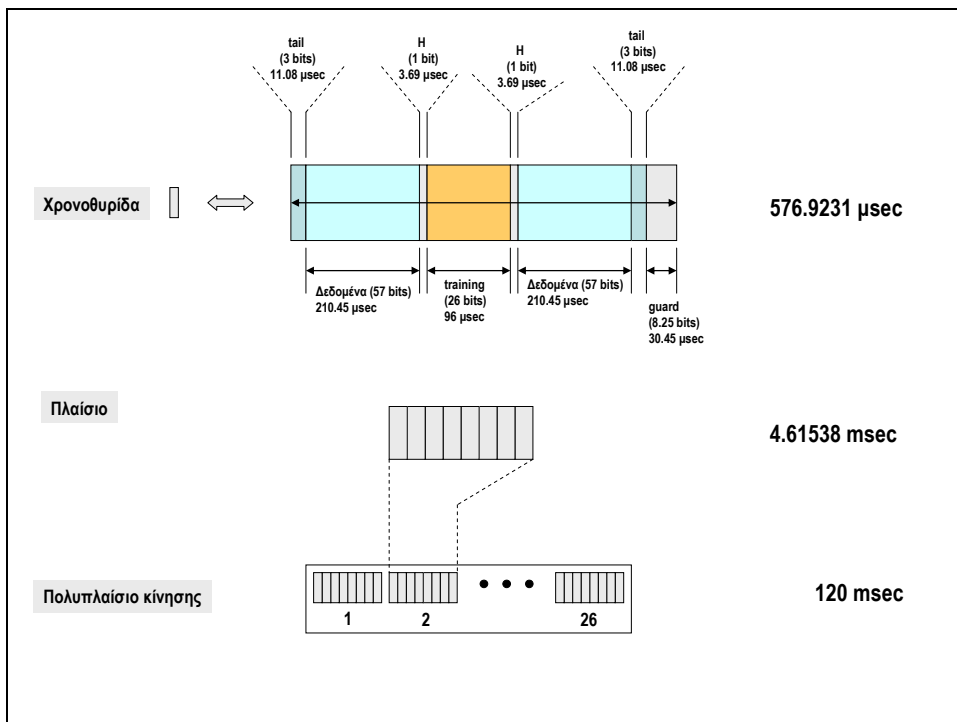 tail
(3 bits)
11.08 μsec
H
(1 bit)
3.69 μsec
H
(1 bit)
3.69 μsec
tail
(3 bits)
11.08 μsec
Χρονοθυρίδα
576.9231 μsec
Δεδομένα (57 bits)
210.45 μsec
training
(26 bits)
96 μsec
Δεδομένα (57 bits)
210.45 μsec
guard
(8.25 bits)
30.45 μsec
Πλαίσιο
4.61538 msec
Πολυπλαίσιο κίνησης
1
2
26
120 msec